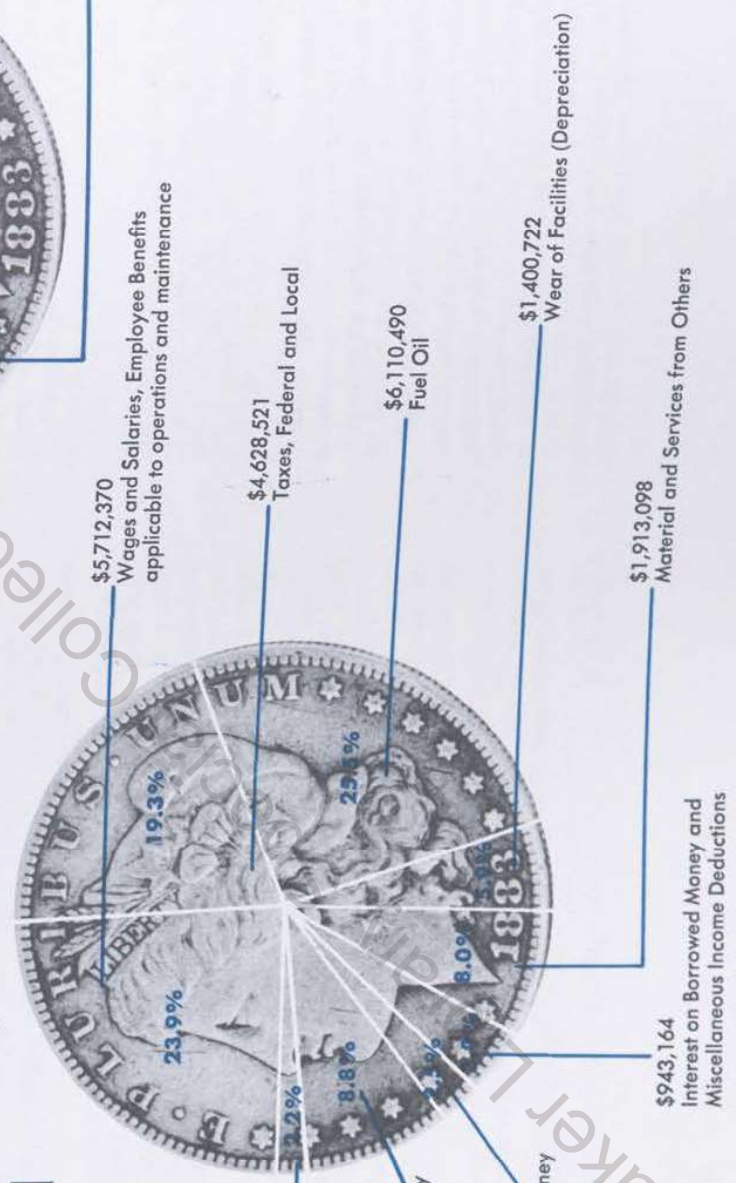 1883
$5,712,370
Wages and Salaries, Employee Benefits
applicable to operations and maintenance
$4,628,521
Taxes, Federal and Local
$6,110,490
Fuel Oil
$1,400,722
Wear of Facilities (Depreciation)
$1,913,098
Material and Services from Others
$943,164
Interest on Borrowed Money and
Miscellaneous Income Deductions
E · PLURIBUS · UNUM
LIBERTY
1883
23.9%
19.3%
8.0%
8.8%
2.2%